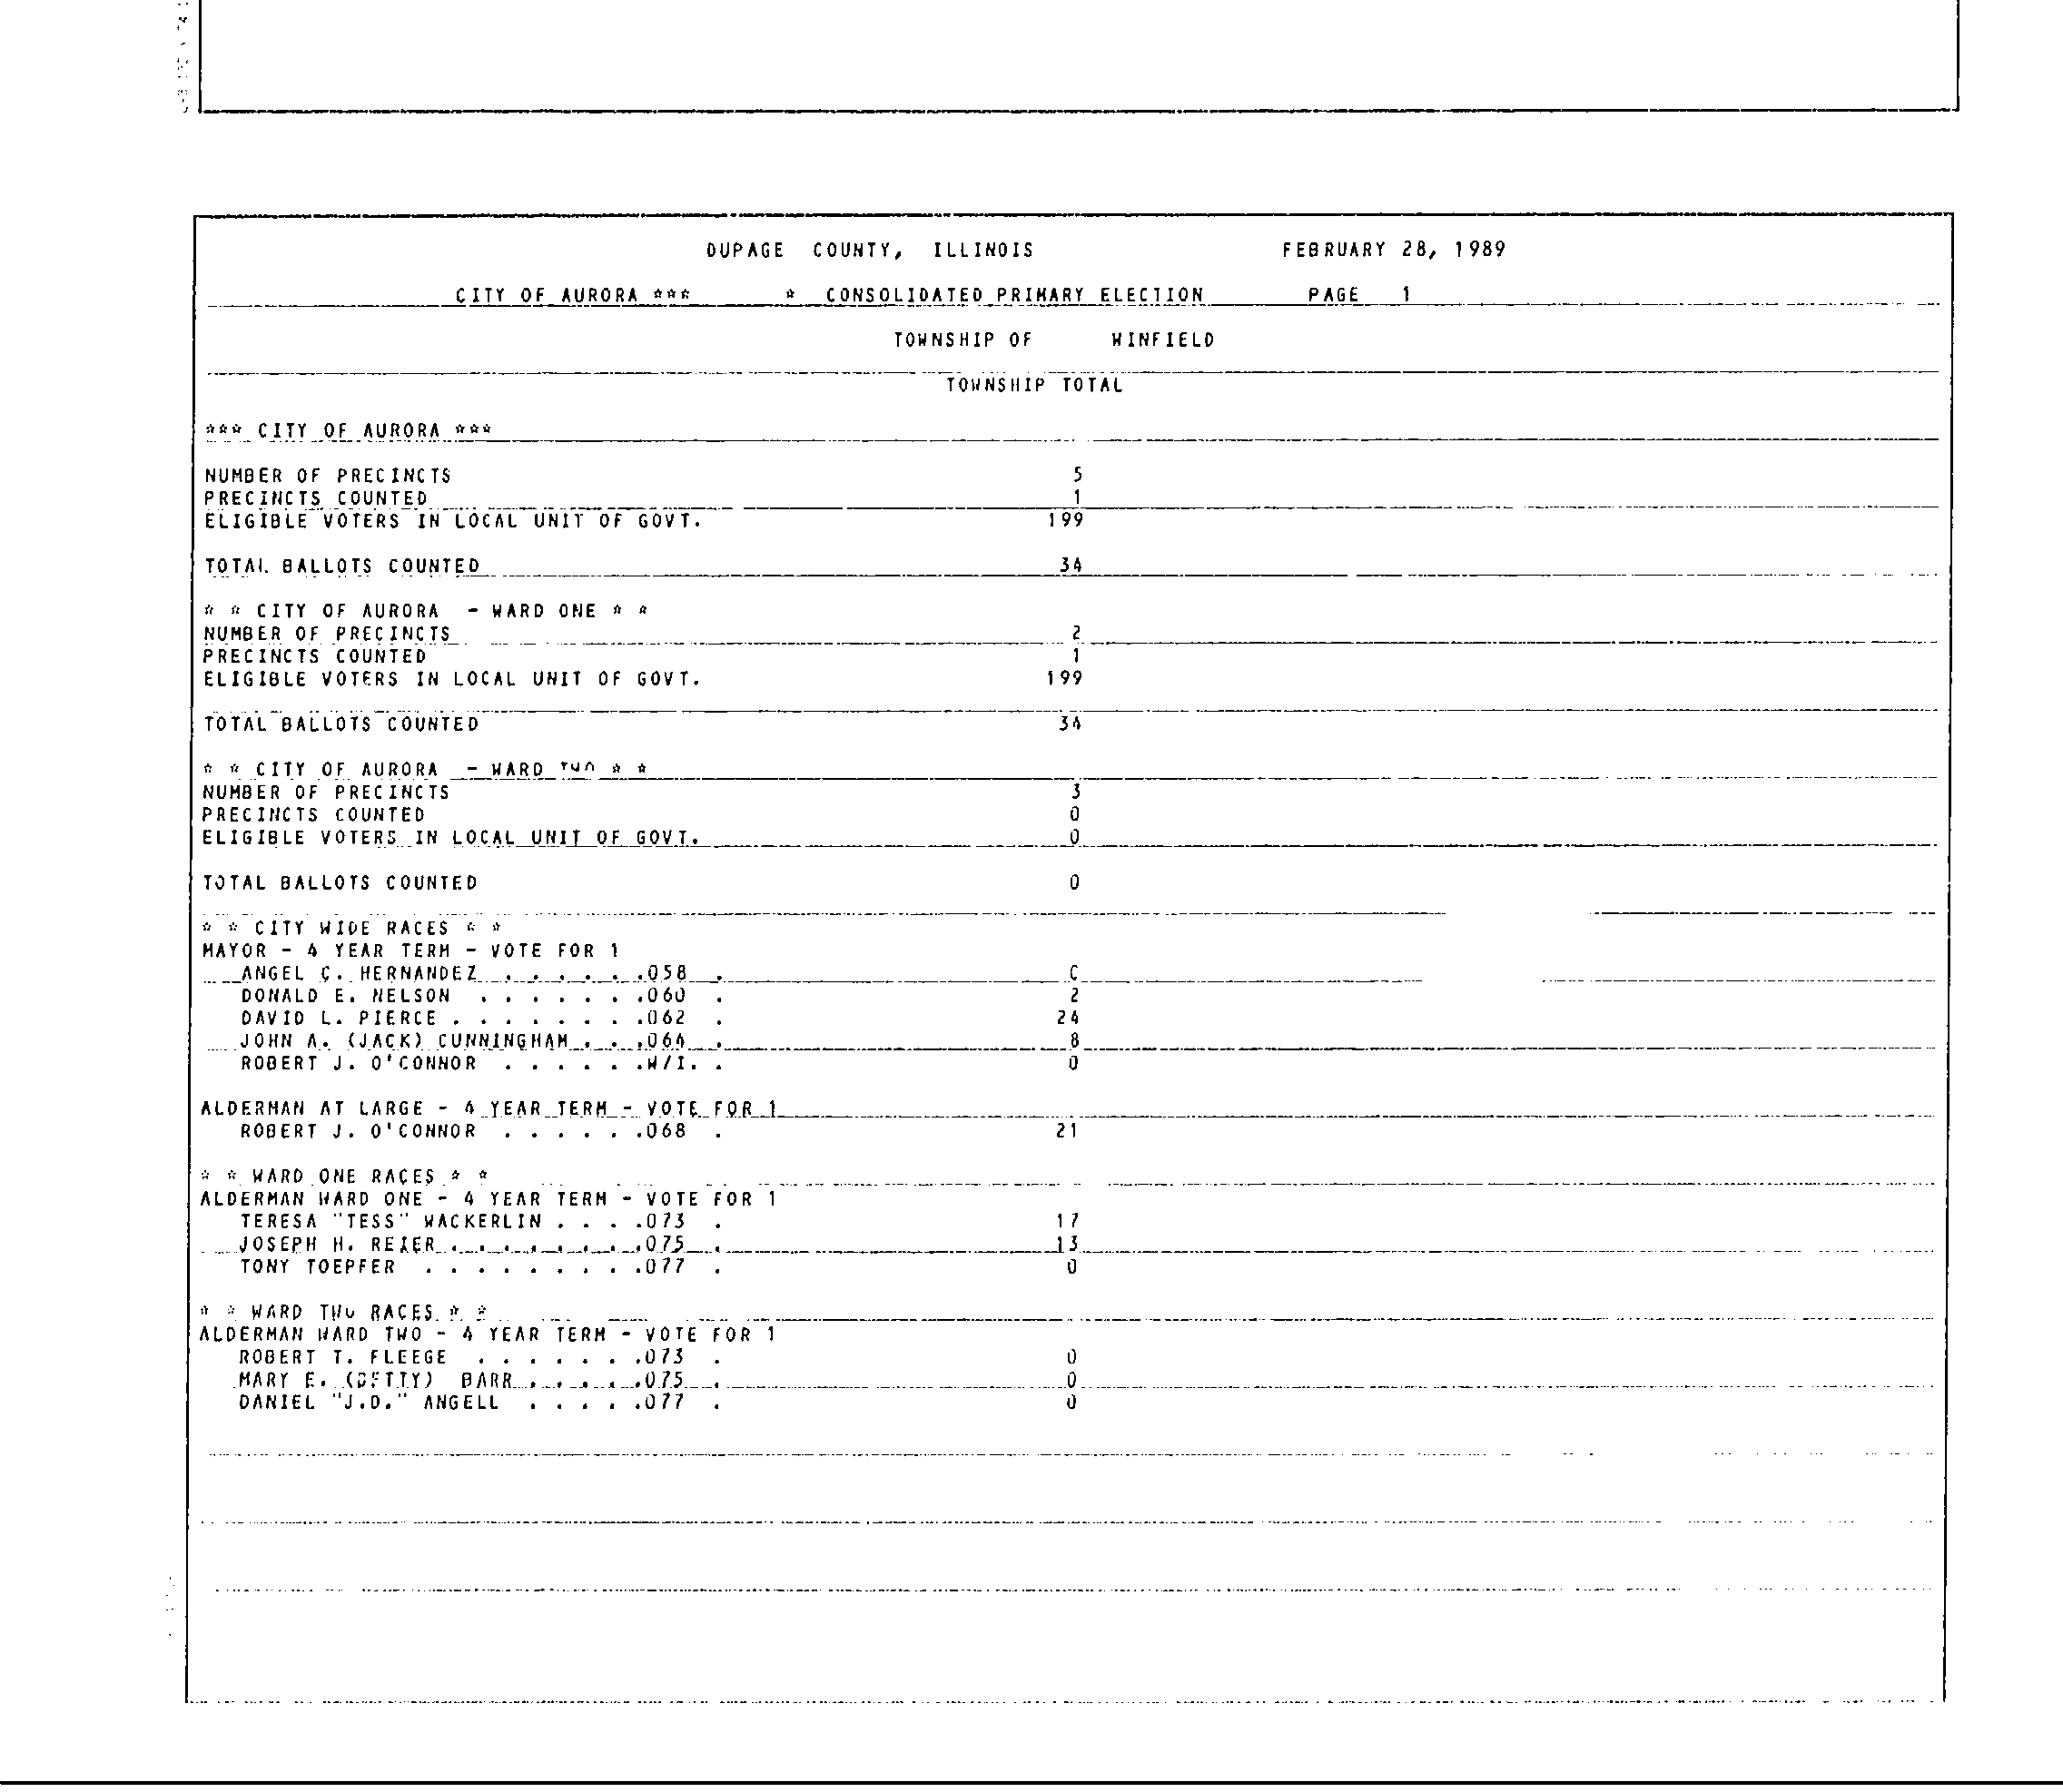 DUPAGE COUNTY, ILLINOIS FEBRUARY 28, 1989
CITY OF AURORA *** * CONSOLIDATED PRIMARY ELECTION PAGE 1
TOWNSHIP OF WINFIELD
TOWNSHIP TOTAL
*** CITY OF AURORA ***
NUMBER OF PRECINCTS 5
PRECINCTS COUNTED 1
ELIGIBLE VOTERS IN LOCAL UNIT OF GOVT. 199
TOTAL BALLOTS COUNTED 34
* * CITY OF AURORA - WARD ONE * *
NUMBER OF PRECINCTS 2
PRECINCTS COUNTED 1
ELIGIBLE VOTERS IN LOCAL UNIT OF GOVT. 199
TOTAL BALLOTS COUNTED 34
* * CITY OF AURORA - WARD TWO * *
NUMBER OF PRECINCTS 3
PRECINCTS COUNTED 0
ELIGIBLE VOTERS IN LOCAL UNIT OF GOVT. 0
TOTAL BALLOTS COUNTED 0
* * CITY WIDE RACES * *
MAYOR - 4 YEAR TERM - VOTE FOR 1
ANGEL C. HERNANDEZ . . . . . .058 .
DONALD E. NELSON . . . . . . .060 . 2
DAVID L. PIERCE . . . . . . . .062 . 24
JOHN A. (JACK) CUNNINGHAM . . .064 . 8
ROBERT J. O'CONNOR . . . . . .W/I. . 0
ALDERMAN AT LARGE - 4 YEAR TERM - VOTE FOR 1
ROBERT J. O'CONNOR . . . . . .068 . 21
* * WARD ONE RACES * *
ALDERMAN WARD ONE - 4 YEAR TERM - VOTE FOR 1
TERESA "TESS" WACKERLIN . . . .073 . 17
JOSEPH H. REIER . . . . . . . .075 . 13
TONY TOEPFER . . . . . . . . .077 . 0
* * WARD TWO RACES * *
ALDERMAN WARD TWO - 4 YEAR TERM - VOTE FOR 1
ROBERT T. FLEEGE . . . . . . .073 . 0
MARY E. (BETTY) BARR . . . . .075 . 0
DANIEL "J.D." ANGELL . . . . .077 . 0